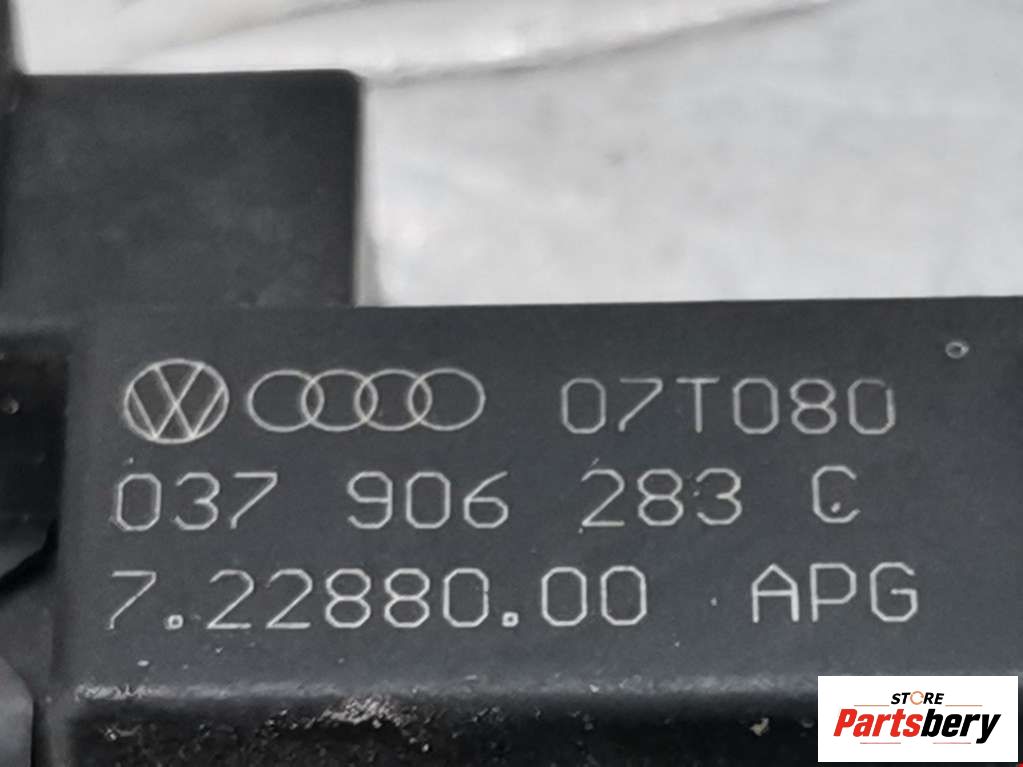 07T080
037 906 283 C
7.22880.00 APG
STORE
Partsbery